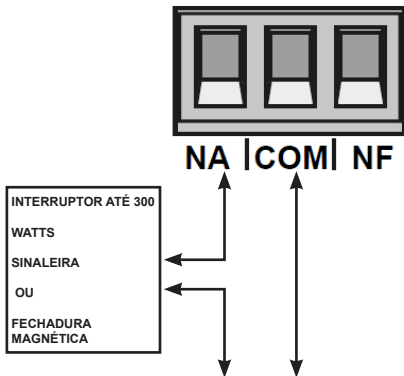 NA | COM | NF
INTERRUPTOR ATÉ 300
WATTS
SINALEIRA
OU
FECHADURA
MAGNÉTICA